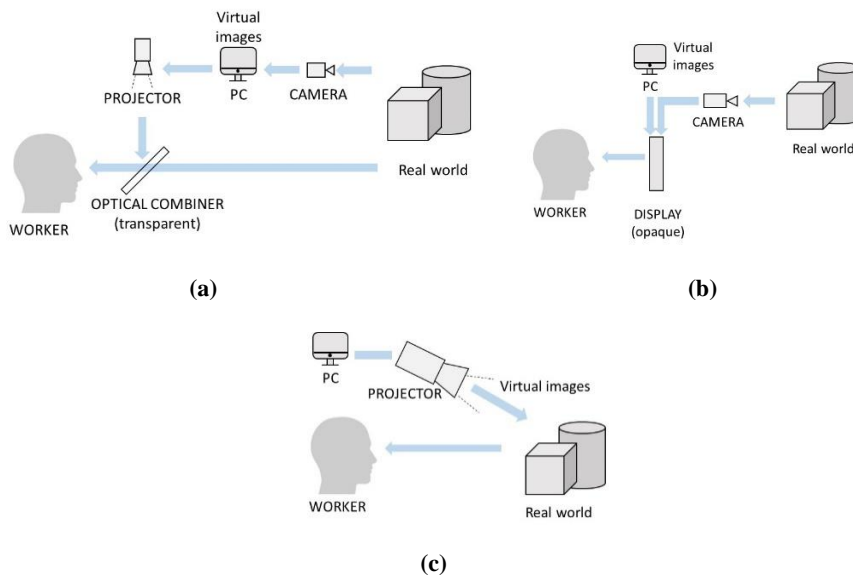 Virtual
images
PROJECTOR
PC
CAMERA
Real world
OPTICAL COMBINER
(transparent)
WORKER
(a)
Virtual
images
PC
CAMERA
Real world
WORKER
DISPLAY
(opaque)
(b)
PC
PROJECTOR
Virtual images
WORKER
Real world
(c)